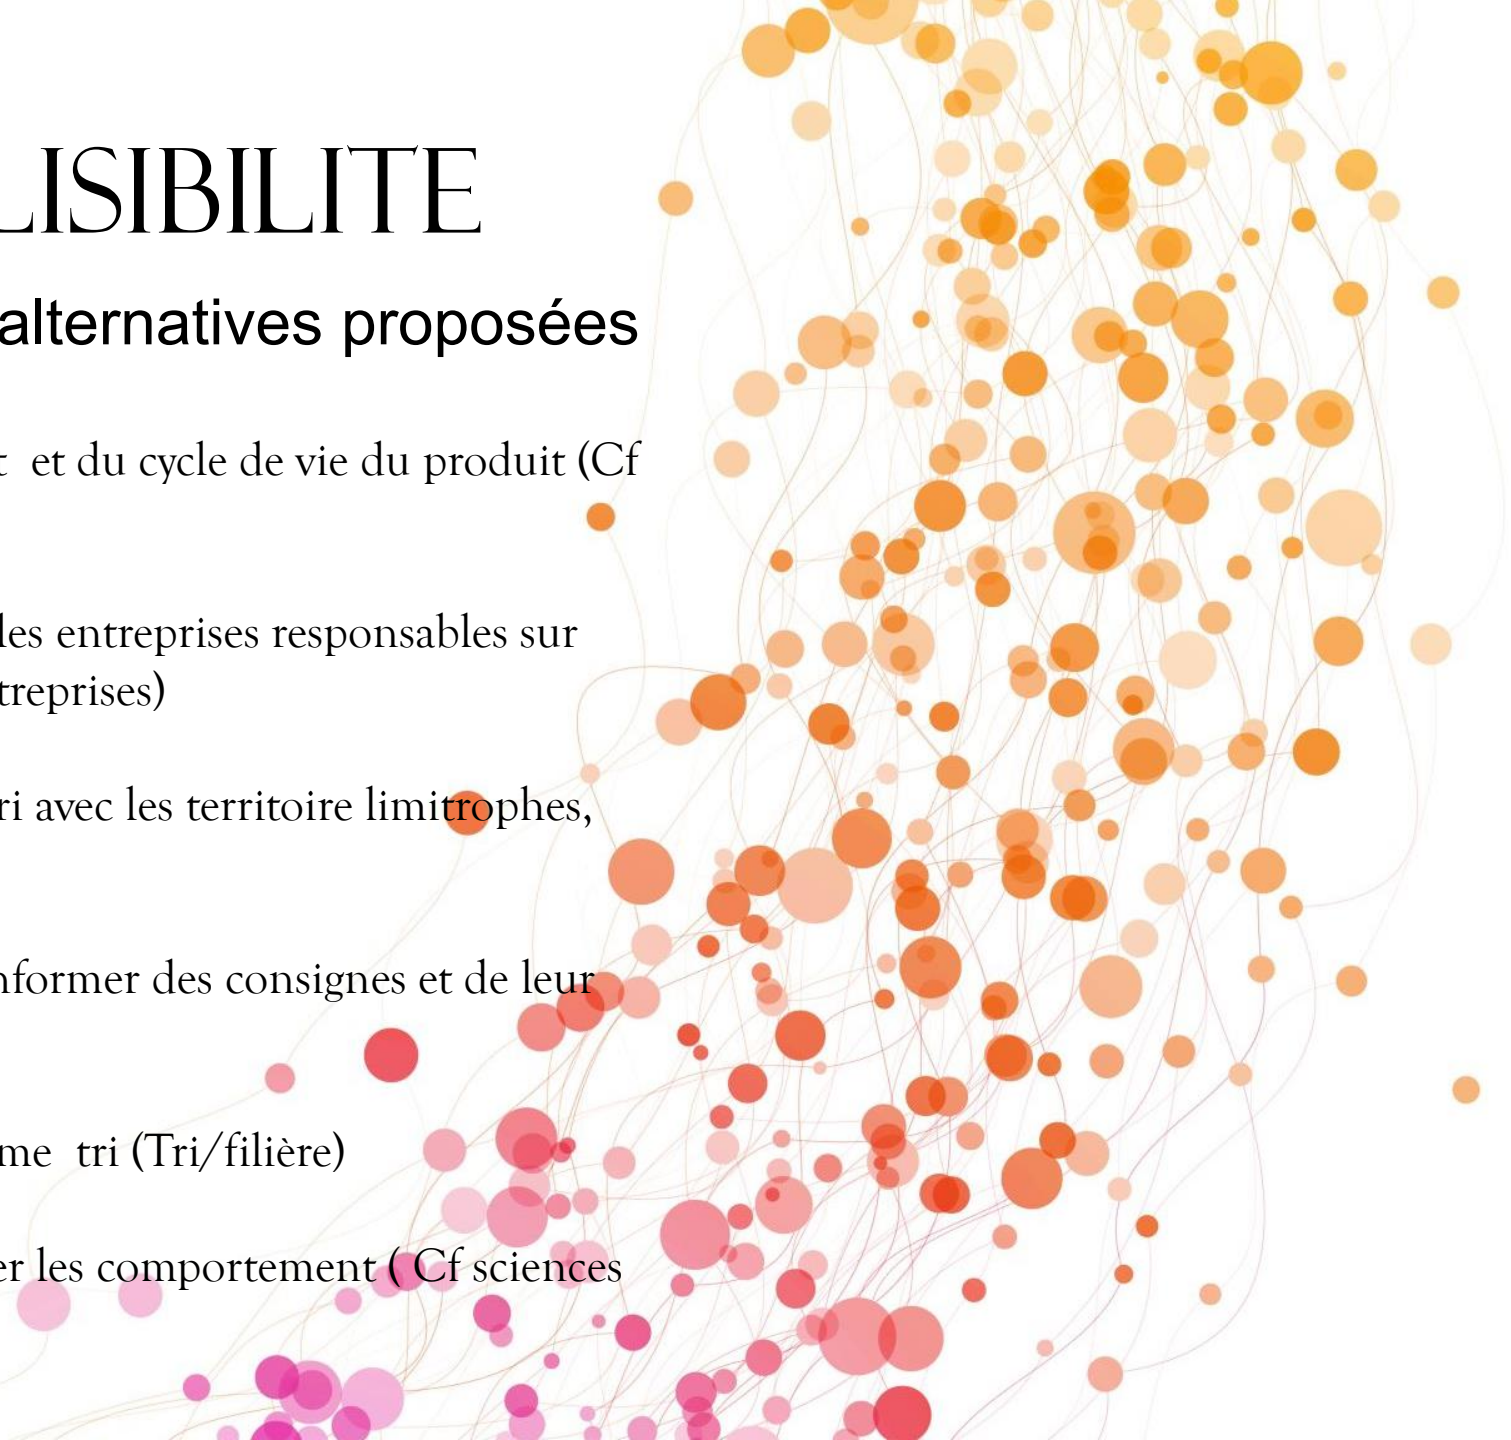 LISIBILITE
alternatives proposées
et du cycle de vie du produit (Cf
les entreprises responsables sur
treprises)
avec les territoire limitrophes,
nformer des consignes et de leur
me tri (Tri/filière)
er les comportement ( Cf sciences